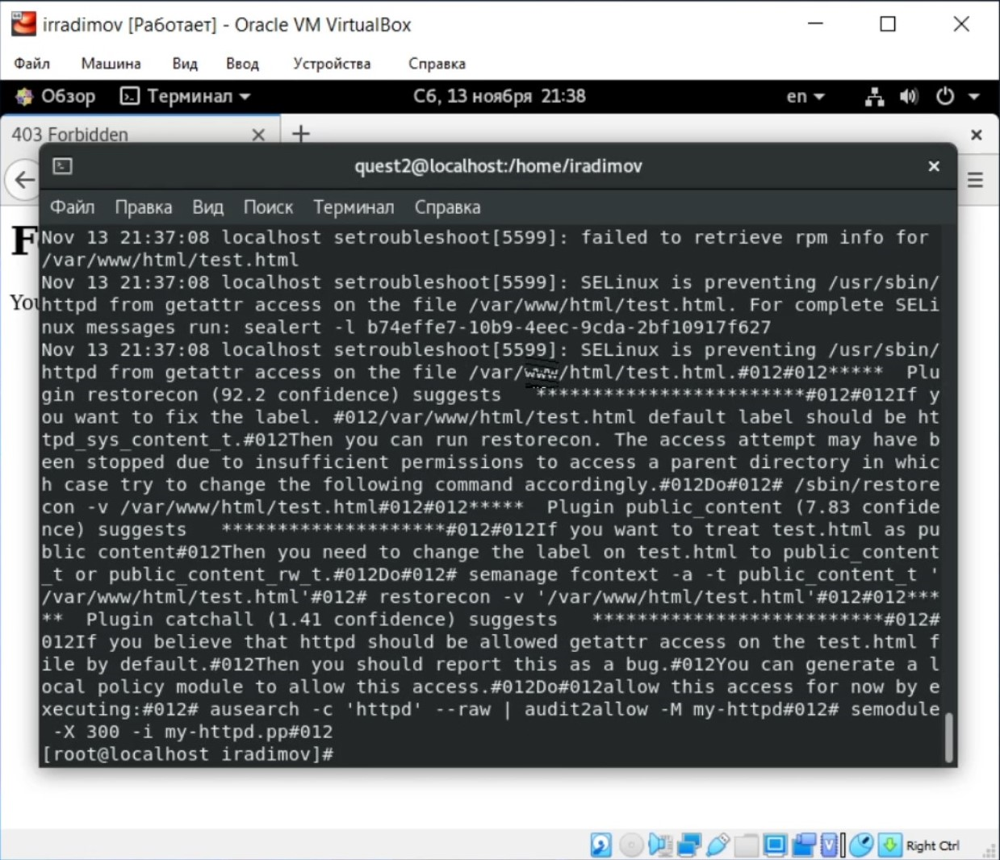 irradimov [Работает] - Oracle VM VirtualBox
Файл Машина Вид Ввод Устройства Справка
Обзор Терминал Сб, 13 ноября 21:38 en
403 Forbidden
quest2@localhost:/home/iradimov
Файл Правка Вид Поиск Терминал Справка
F
You
Nov 13 21:37:08 localhost setroubleshoot[5599]: failed to retrieve rpm info for
/var/www/html/test.html
Nov 13 21:37:08 localhost setroubleshoot[5599]: SELinux is preventing /usr/sbin/
httpd from getattr access on the file /var/www/html/test.html. For complete SELi
nux messages run: sealert -l b74effe7-10b9-4eec-9cda-2bf10917f627
Nov 13 21:37:08 localhost setroubleshoot[5599]: SELinux is preventing /usr/sbin/
httpd from getattr access on the file /var/www/html/test.html.#012#012***** Plu
gin restorecon (92.2 confidence) suggests ************************#012#012If y
ou want to fix the label. #012/var/www/html/test.html default label should be ht
tpd_sys_content_t.#012Then you can run restorecon. The access attempt may have b
een stopped due to insufficient permissions to access a parent directory in whic
h case try to change the following command accordingly.#012Do#012# /sbin/restore
con -v /var/www/html/test.html#012#012***** Plugin public_content (7.83 confide
nce) suggests ********************#012#012If you want to treat test.html as pu
blic content#012Then you need to change the label on test.html to public_content
_t or public_content_rw_t.#012Do#012# semanage fcontext -a -t public_content_t '
/var/www/html/test.html'#012# restorecon -v '/var/www/html/test.html'#012#012***
** Plugin catchall (1.41 confidence) suggests **************************#012#
012If you believe that httpd should be allowed getattr access on the test.html f
ile by default.#012Then you should report this as a bug.#012You can generate a l
ocal policy module to allow this access.#012Do#012allow this access for now by e
xecuting:#012# ausearch -c 'httpd' --raw | audit2allow -M my-httpd#012# semodule
-X 300 -i my-httpd.pp#012
[root@localhost iradimov]#
Right Ctrl